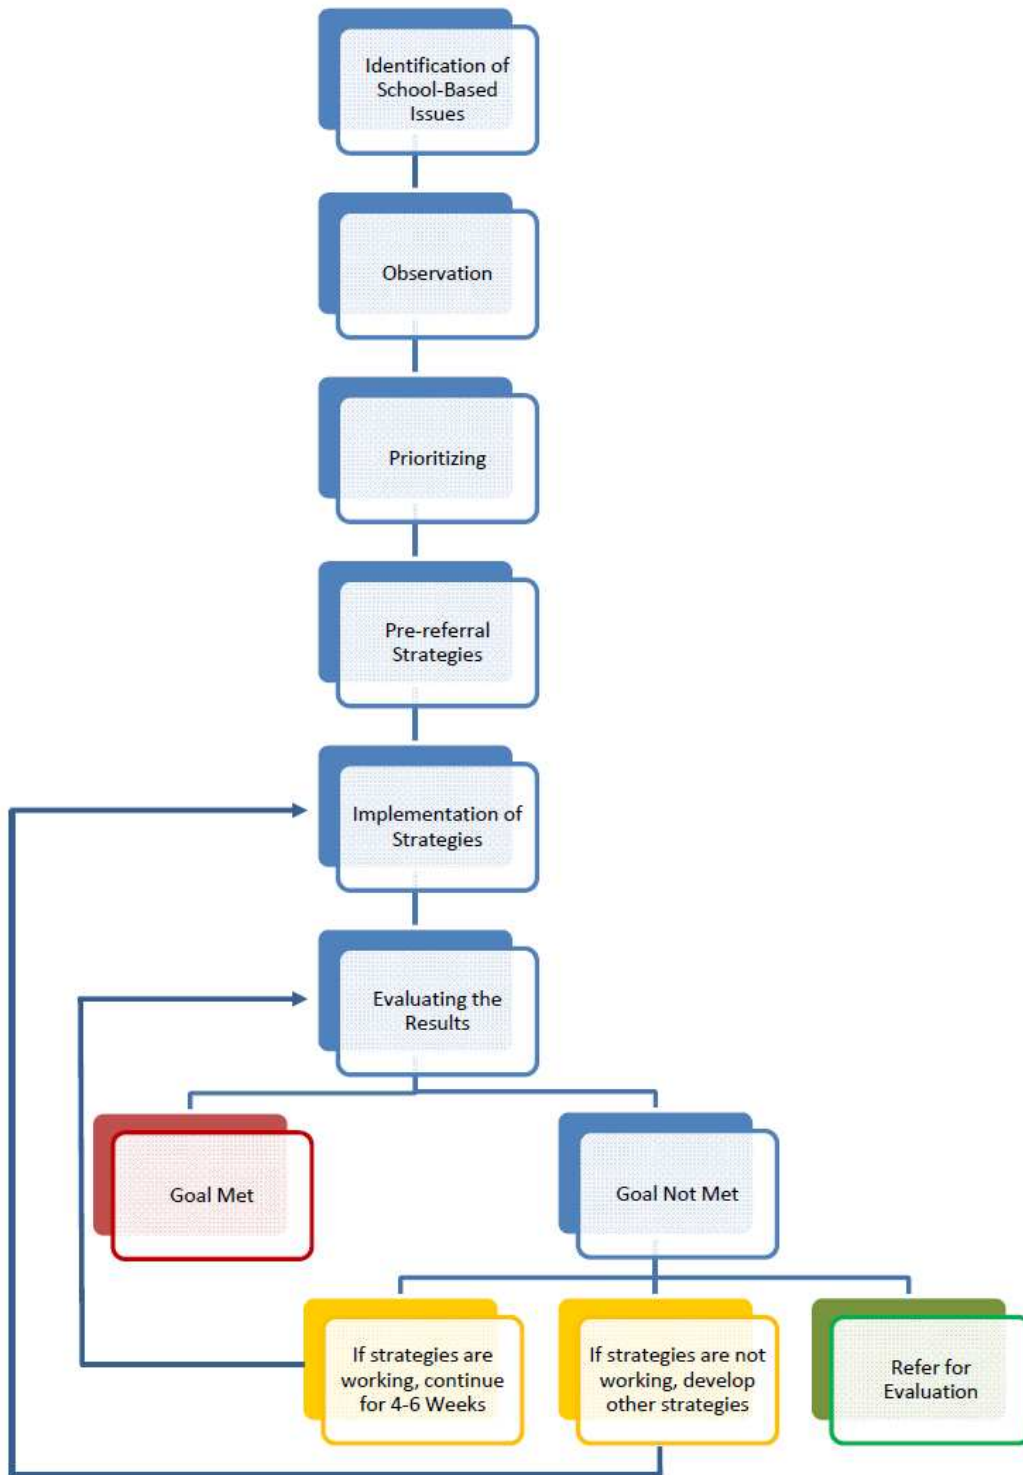 Identification of
School-Based
Issues
Observation
Prioritizing
Pre-referral
Strategies
Implementation of
Strategies
Evaluating the
Results
Goal Met
Goal Not Met
If strategies are
working, continue
for 4-6 Weeks
If strategies are not
working, develop
other strategies
Refer for
Evaluation